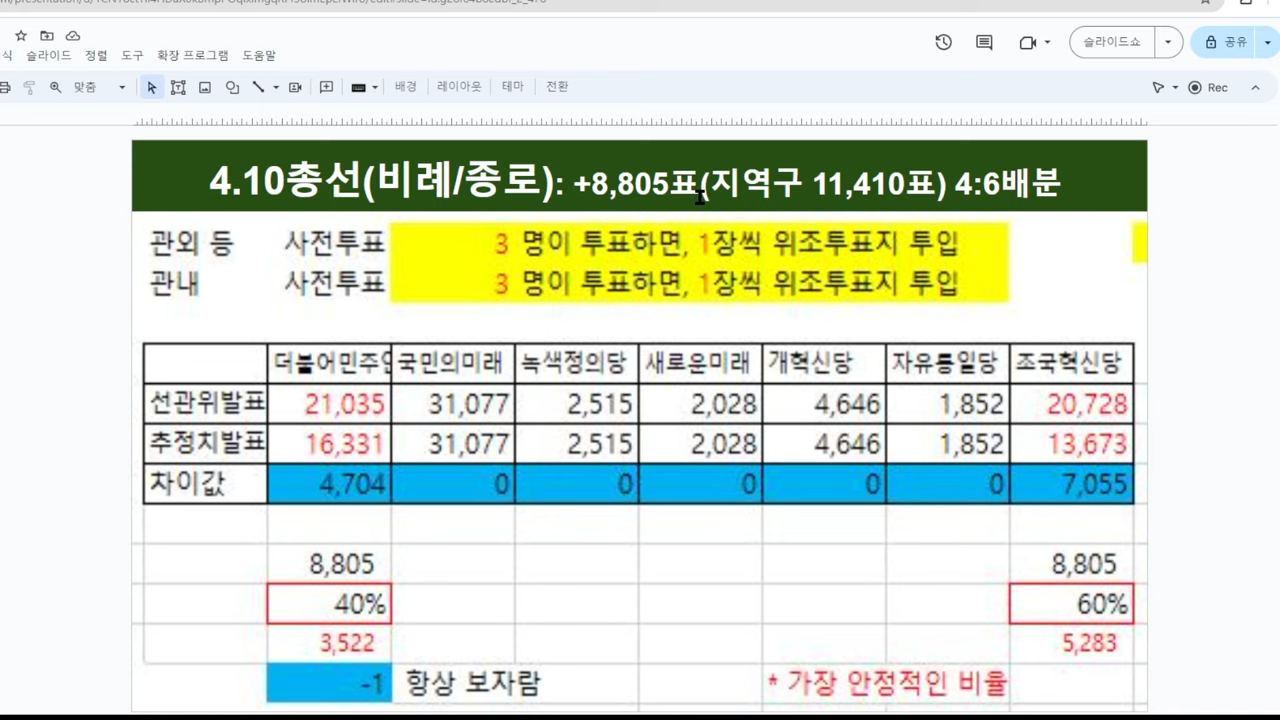 식 슬라이드 정렬 도구 확장 프로그램 도움말
슬라이드쇼 공유
맞춤 배경 레이아웃 테마 전환 Rec
4.10총선(비례/종로): +8,805표(지역구 11,410표) 4:6배분
관외 등 사전투표 3 명이 투표하면, 1장씩 위조투표지 투입
관내 사전투표 3 명이 투표하면, 1장씩 위조투표지 투입
더불어민주연 국민의미래 녹색정의당 새로운미래 개혁신당 자유통일당 조국혁신당
선관위발표 21,035 31,077 2,515 2,028 4,646 1,852 20,728
추정치발표 16,331 31,077 2,515 2,028 4,646 1,852 13,673
차이값 4,704 0 0 0 0 0 7,055
8,805 8,805
40% 60%
3,522 5,283
-1 항상 보자람 * 가장 안정적인 비율